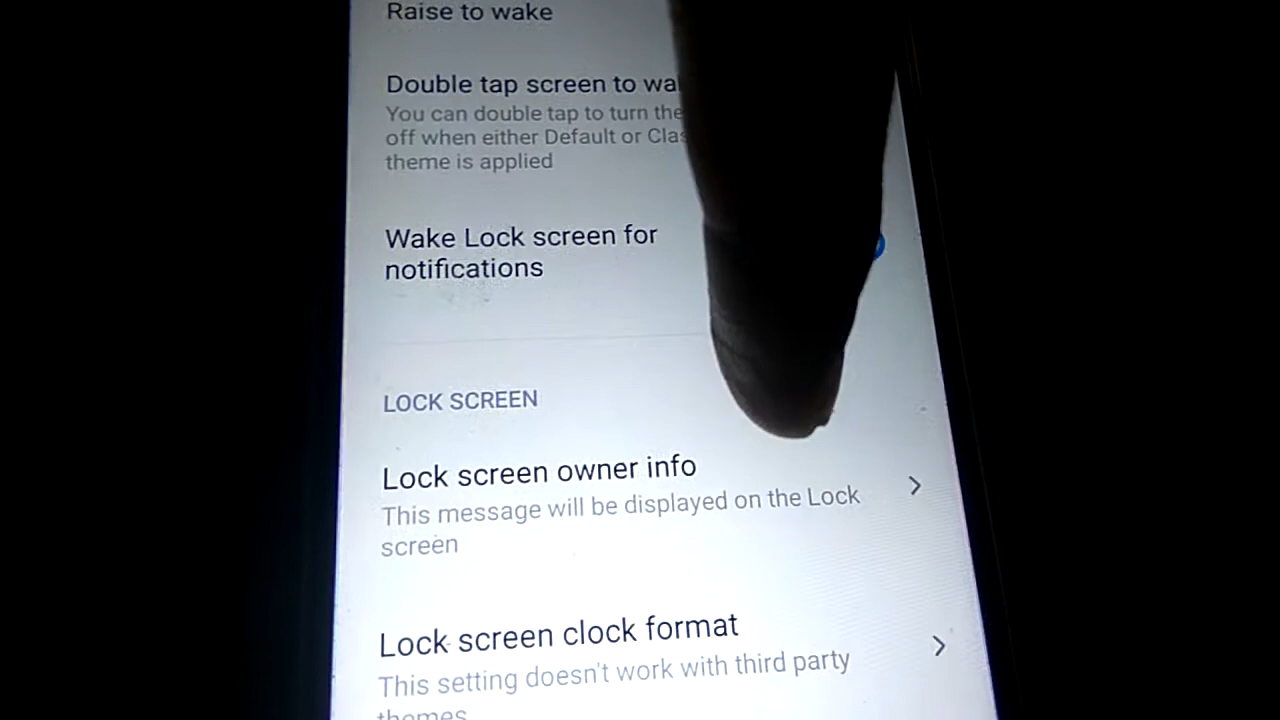 Raise to wake
Double tap screen to
You can double tap to turn the
off when either Default or
theme is applied
Wake Lock screen for
notifications
LOCK SCREEN
Lock screen owner info
This message will be displayed on the Lock
screen
Lock screen clock format
This setting doesn't work with third party
themes